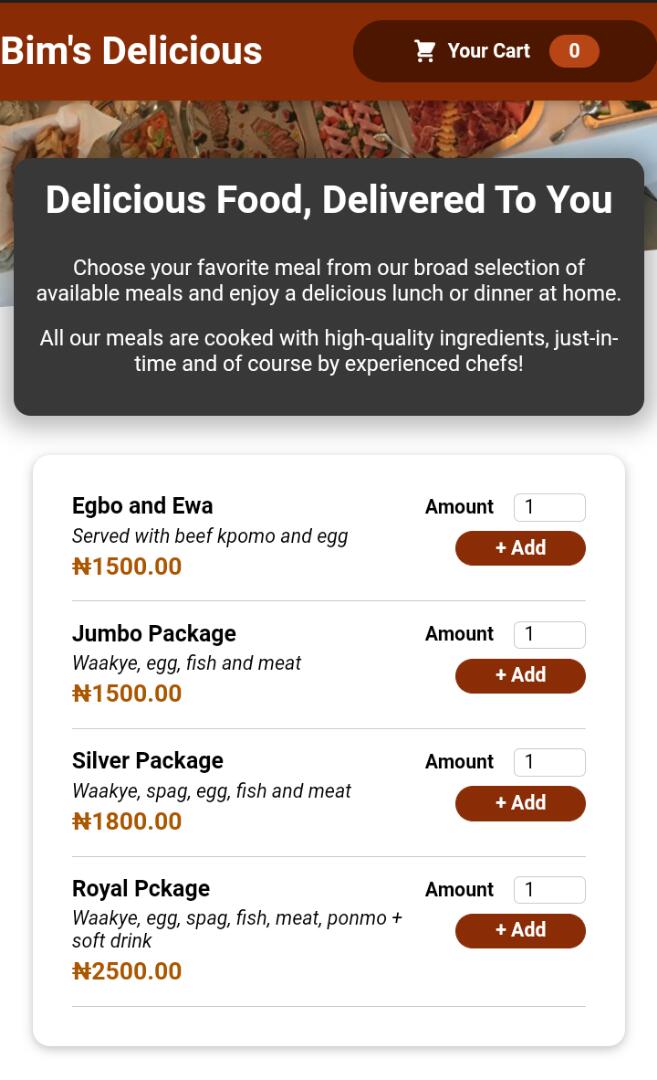 Bim's Delicious
Your Cart 0
Delicious Food, Delivered To You
Choose your favorite meal from our broad selection of
available meals and enjoy a delicious lunch or dinner at home.
All our meals are cooked with high-quality ingredients, just-in-
time and of course by experienced chefs!
Egbo and Ewa
Amount 1
Served with beef kpomo and egg
+ Add
₦1500.00
Jumbo Package
Amount 1
Waakye, egg, fish and meat
+ Add
₦1500.00
Silver Package
Amount 1
Waakye, spag, egg, fish and meat
+ Add
₦1800.00
Royal Pckage
Amount 1
Waakye, egg, spag, fish, meat, ponmo +
soft drink
+ Add
₦2500.00